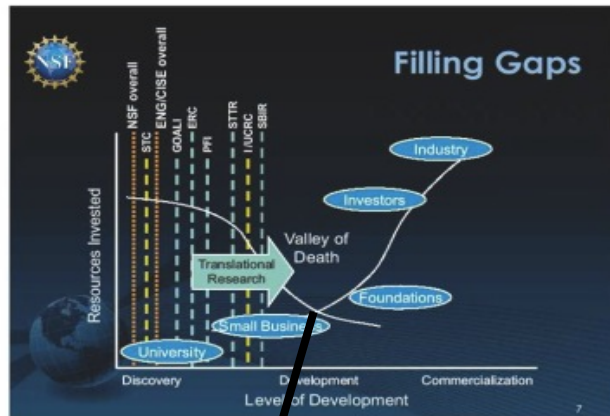 NSF
Filling Gaps
NSF overall
STC
ENG/CISE overall
GOALI
ERC
PFI
STTR
I/UCRC
SBIR
Industry
Investors
Valley of
Death
Translational
Research
Foundations
Small Business
University
Resources Invested
Discovery
Development
Commercialization
Level of Development
7